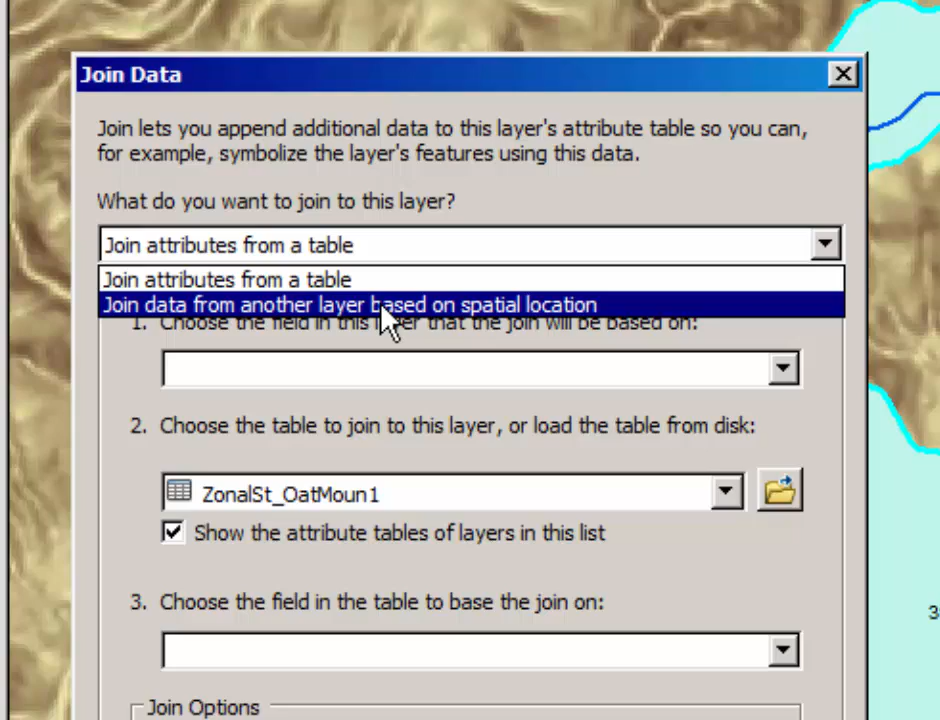 Join Data
Join lets you append additional data to this layer's attribute table so you can,
for example, symbolize the layer's features using this data.
What do you want to join to this layer?
Join attributes from a table
Join attributes from a table
Join data from another layer based on spatial location
1. Choose the field in this layer that the join will be based on:
2. Choose the table to join to this layer, or load the table from disk:
ZonalSt_OatMoun1
Show the attribute tables of layers in this list
3. Choose the field in the table to base the join on:
Join Options